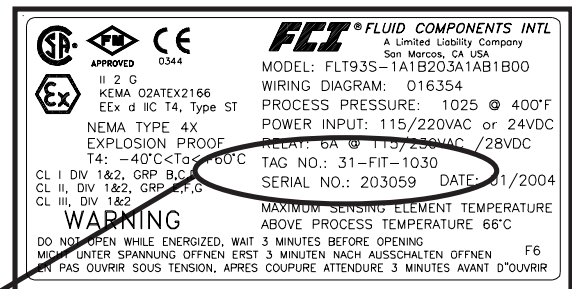 SA
FM
APPROVED
CE
0344
FCI ® FLUID COMPONENTS INTL
A Limited Liability Company
San Marcos, CA USA
MODEL: FLT93S-1A1B203A1AB1B00
WIRING DIAGRAM: 016354
PROCESS PRESSURE: 1025 @ 400°F
POWER INPUT: 115/220VAC or 24VDC
RELAY: 6A @ 115/230VAC /28VDC
TAG NO.: 31-FIT-1030
SERIAL NO.: 203059 DATE: 01/2004
MAXIMUM SENSING ELEMENT TEMPERATURE
ABOVE PROCESS TEMPERATURE 66°C
Ex
II 2 G
KEMA 02ATEX2166
EEx d IIC T4, Type ST
NEMA TYPE 4X
EXPLOSION PROOF
T4: -40°C<Ta<+60°C
CL I DIV 1&2, GRP B,C,D
CL II, DIV 1&2, GRP E,F,G
CL III, DIV 1&2
WARNING
DO NOT OPEN WHILE ENERGIZED, WAIT 3 MINUTES BEFORE OPENING
MICHT UNTER SPANNUNG OFFNEN ERST 3 MINUTEN NACH AUSSCHALTEN OFFNEN
EN PAS OUVRIR SOUS TENSION, APRES COUPURE ATTENDURE 3 MINUTES AVANT D"OUVRIR
F6